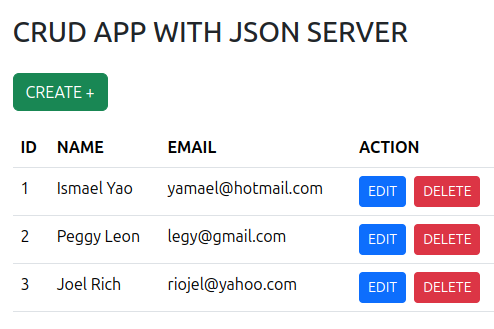 CRUD APP WITH JSON SERVER
CREATE +
ID NAME EMAIL ACTION
1 Ismael Yao yamael@hotmail.com EDIT DELETE
2 Peggy Leon legy@gmail.com EDIT DELETE
3 Joel Rich riojel@yahoo.com EDIT DELETE